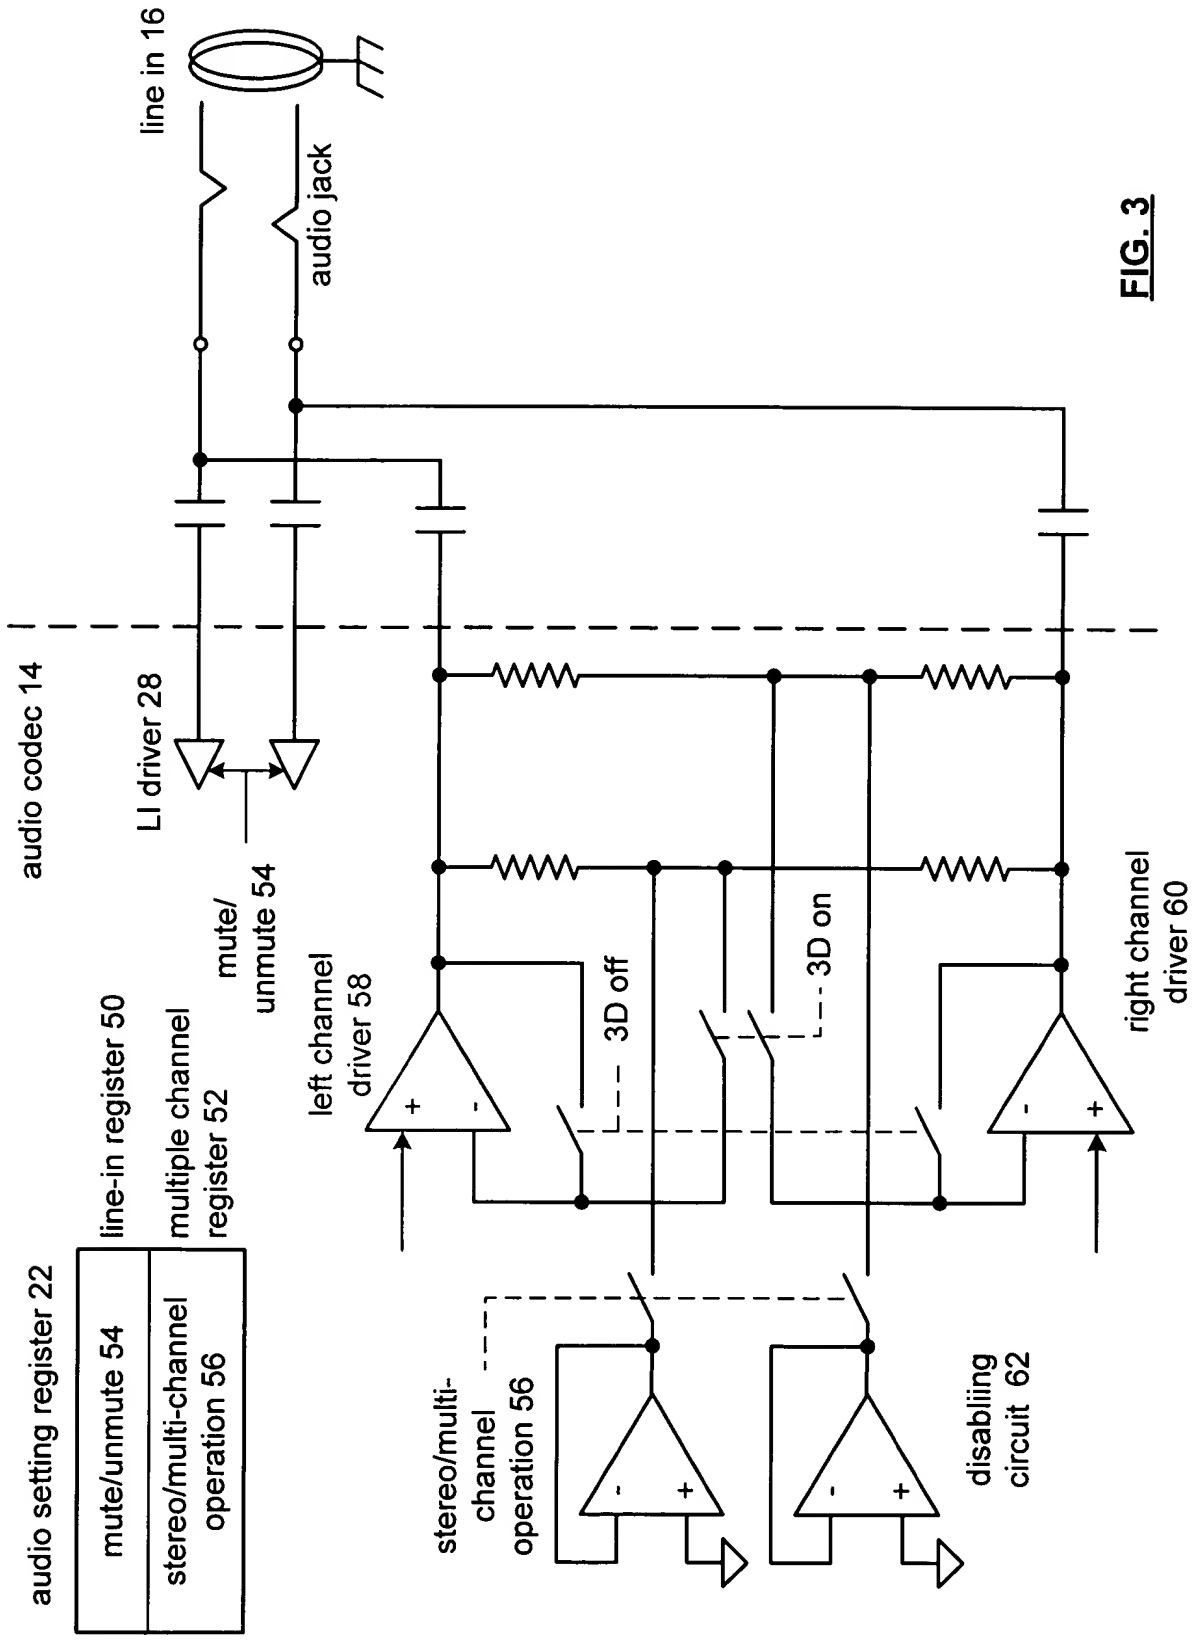 audio setting register 22
mute/unmute 54
stereo/multi-channel
operation 56
line-in register 50
multiple channel
register 52
audio codec 14
LI driver 28
mute/
unmute 54
line in 16
audio jack
left channel
driver 58
+
-
3D off
3D on
stereo/multi-
channel
operation 56
-
+
-
+
disabliing
circuit 62
-
+
right channel
driver 60
FIG. 3